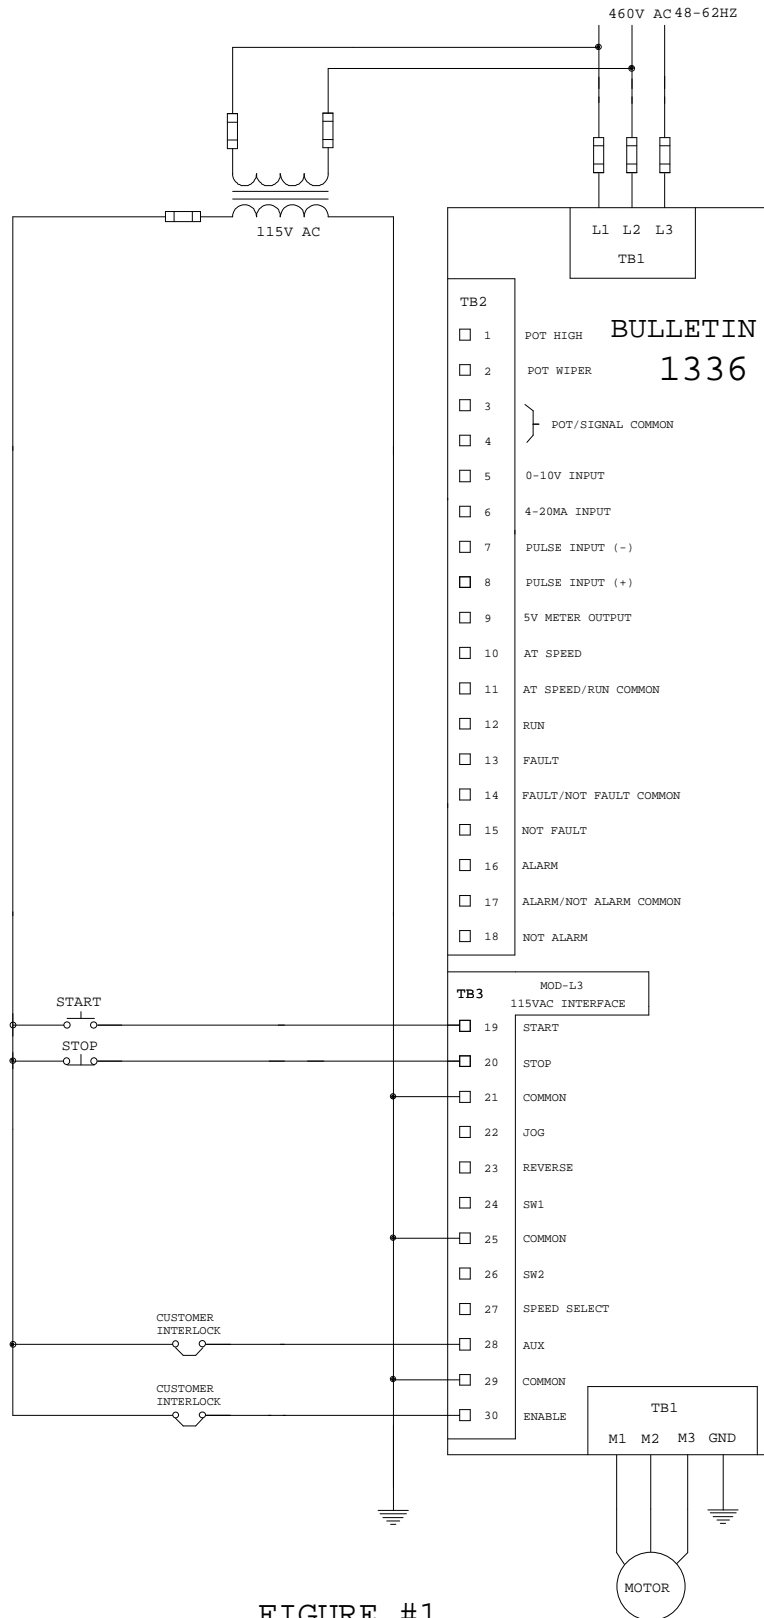 460V AC 48-62HZ
115V AC
L1 L2 L3
TB1
TB2
BULLETIN
1336
1 POT HIGH
2 POT WIPER
3
POT/SIGNAL COMMON
4
5 0-10V INPUT
6 4-20MA INPUT
7 PULSE INPUT (-)
8 PULSE INPUT (+)
9 5V METER OUTPUT
10 AT SPEED
11 AT SPEED/RUN COMMON
12 RUN
13 FAULT
14 FAULT/NOT FAULT COMMON
15 NOT FAULT
16 ALARM
17 ALARM/NOT ALARM COMMON
18 NOT ALARM
TB3
MOD-L3
115VAC INTERFACE
START
19 START
STOP
20 STOP
21 COMMON
22 JOG
23 REVERSE
24 SW1
25 COMMON
26 SW2
27 SPEED SELECT
CUSTOMER
INTERLOCK
28 AUX
29 COMMON
CUSTOMER
INTERLOCK
30 ENABLE
TB1
M1 M2 M3 GND
MOTOR
FIGURE #1